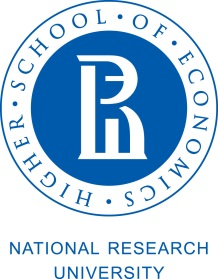 HIGHER · SCHOOL · OF · ECONOMICS ·
NATIONAL RESEARCH
UNIVERSITY